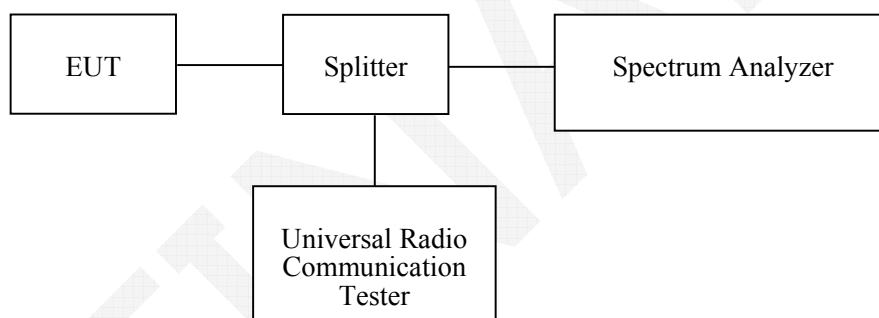 EUT
Splitter
Spectrum Analyzer
Universal Radio
Communication
Tester